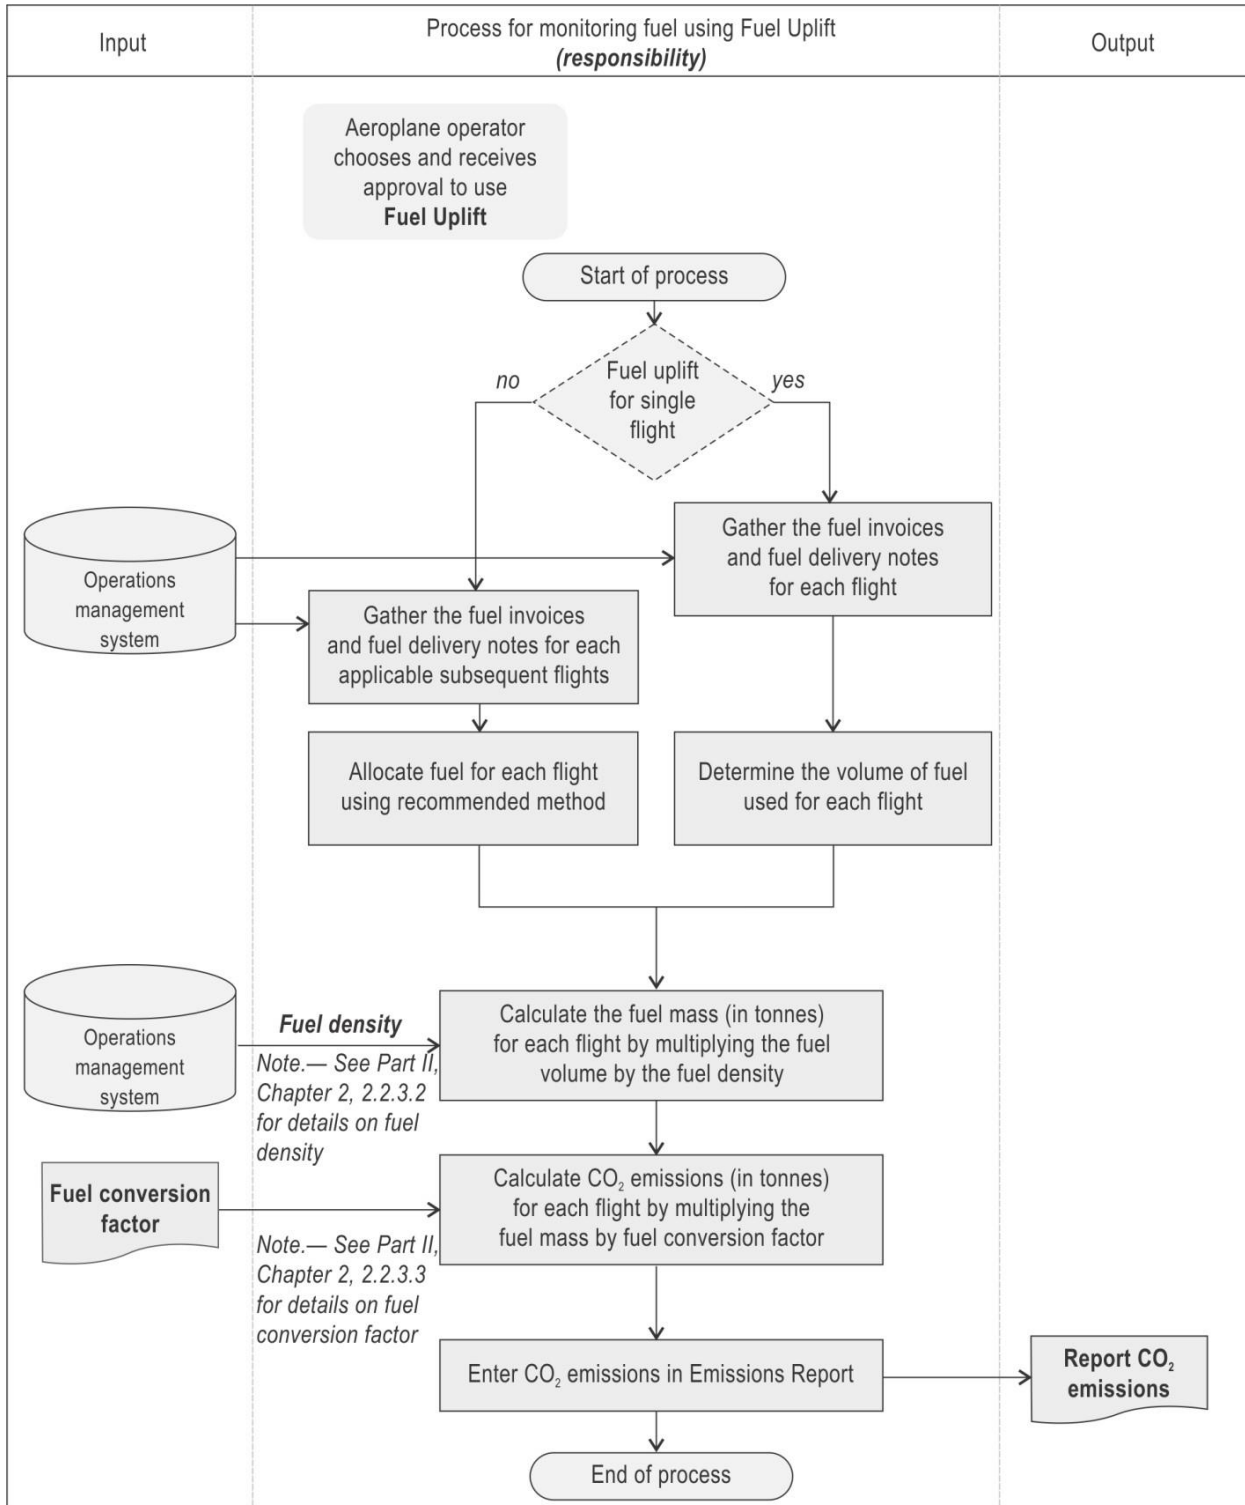 Input
Process for monitoring fuel using Fuel Uplift
(responsibility)
Output
Aeroplane operator
chooses and receives
approval to use
Fuel Uplift
Start of process
Fuel uplift
for single
flight
no
yes
Operations
management
system
Gather the fuel invoices
and fuel delivery notes
for each flight
Gather the fuel invoices
and fuel delivery notes for each
applicable subsequent flights
Allocate fuel for each flight
using recommended method
Determine the volume of fuel
used for each flight
Operations
management
system
Fuel density
Note.— See Part II,
Chapter 2, 2.2.3.2
for details on fuel
density
Calculate the fuel mass (in tonnes)
for each flight by multiplying the fuel
volume by the fuel density
Fuel conversion
factor
Note.— See Part II,
Chapter 2, 2.2.3.3
for details on fuel
conversion factor
Calculate CO₂ emissions (in tonnes)
for each flight by multiplying the
fuel mass by fuel conversion factor
Enter CO₂ emissions in Emissions Report
Report CO₂
emissions
End of process